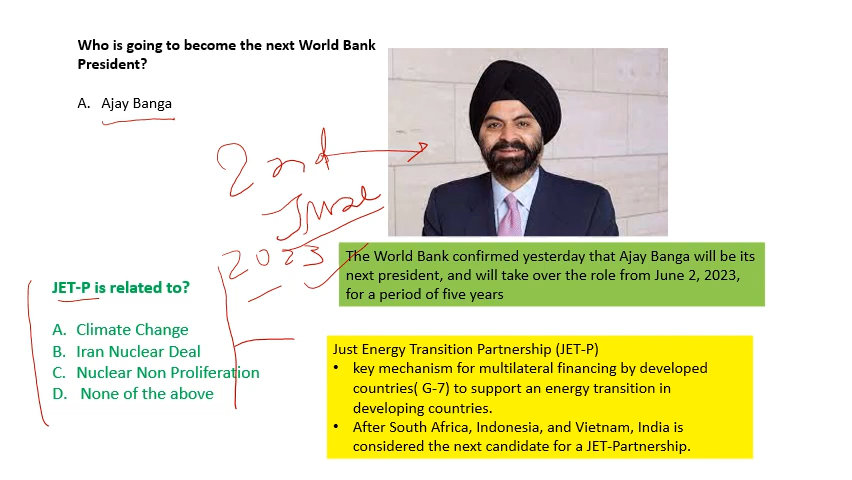 Who is going to become the next World Bank
President?
A. Ajay Banga
2nd
June
2023
The World Bank confirmed yesterday that Ajay Banga will be its
next president, and will take over the role from June 2, 2023,
for a period of five years
JET-P is related to?
A. Climate Change
B. Iran Nuclear Deal
C. Nuclear Non Proliferation
D. None of the above
Just Energy Transition Partnership (JET-P)
• key mechanism for multilateral financing by developed
countries( G-7) to support an energy transition in
developing countries.
• After South Africa, Indonesia, and Vietnam, India is
considered the next candidate for a JET-Partnership.